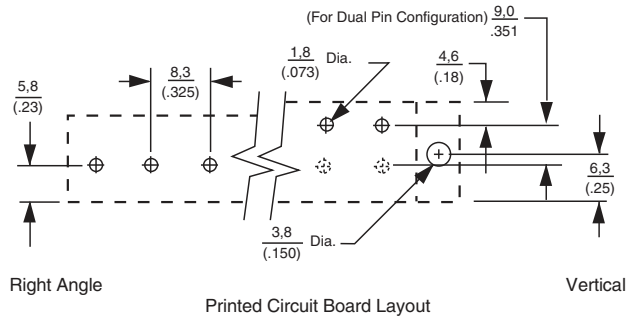 (For Dual Pin Configuration) 9,0
.351
1,8 Dia.
(.073)
4,6
(.18)
8,3
(.325)
5,8
(.23)
6,3
(.25)
3,8 Dia.
(.150)
Right Angle
Vertical
Printed Circuit Board Layout